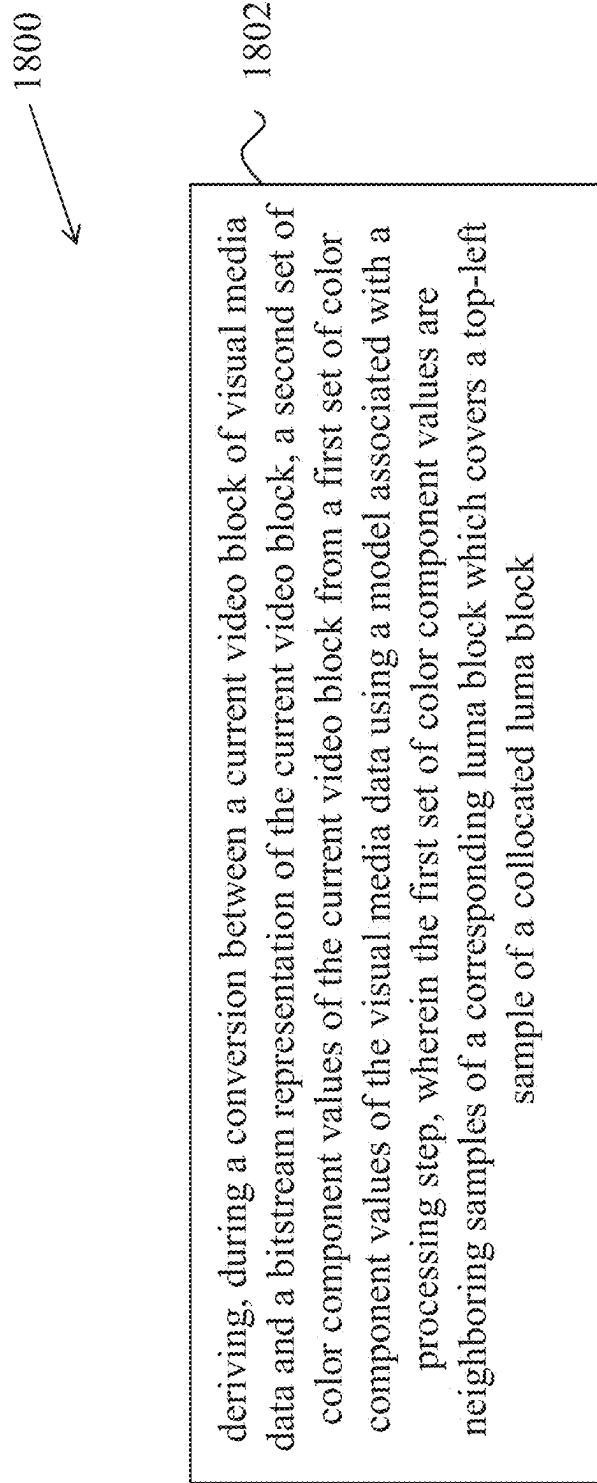 1800
1802
deriving, during a conversion between a current video block of visual media
data and a bitstream representation of the current video block, a second set of
color component values of the current video block from a first set of color
component values of the visual media data using a model associated with a
processing step, wherein the first set of color component values are
neighboring samples of a corresponding luma block which covers a top-left
sample of a collocated luma block